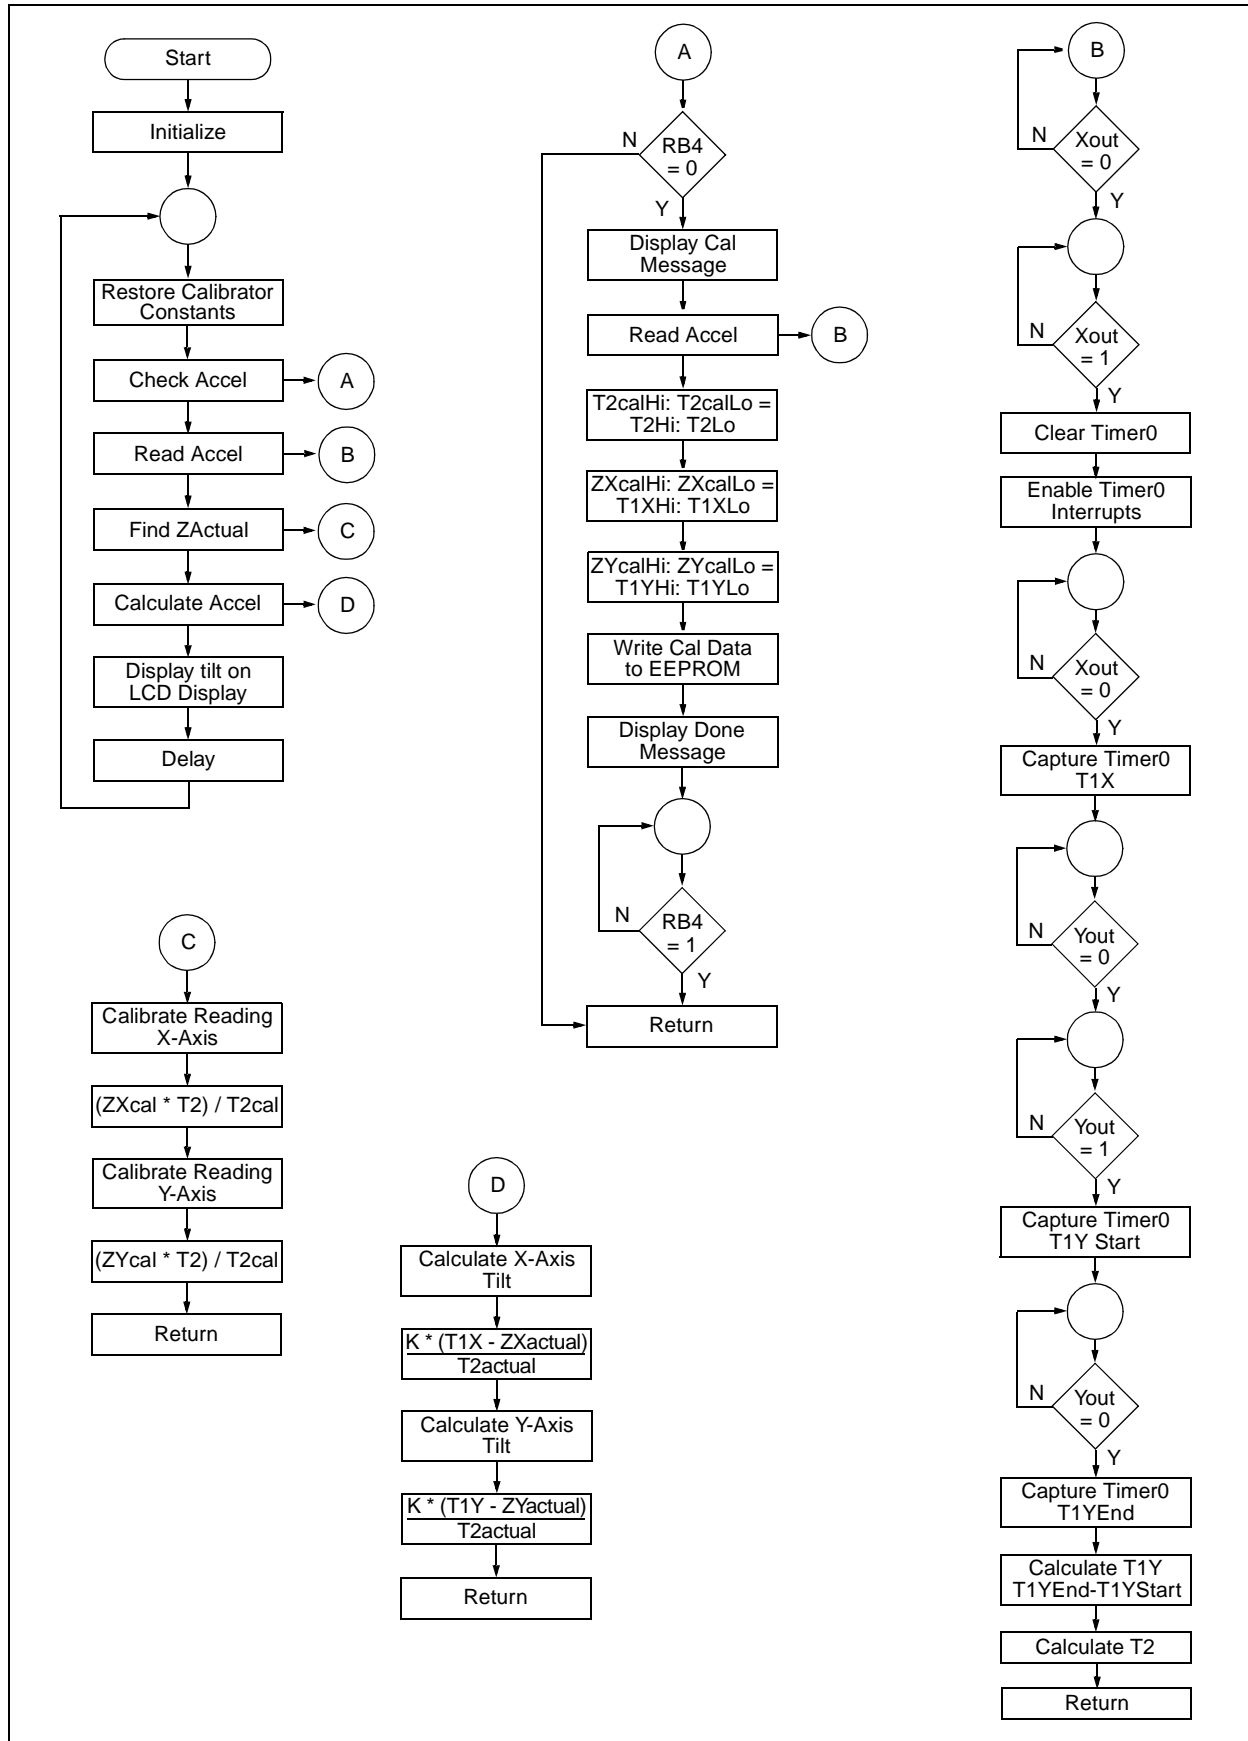 Start
Initialize
Restore Calibrator
Constants
Check Accel
A
Read Accel
B
Find ZActual
C
Calculate Accel
D
Display tilt on
LCD Display
Delay
C
Calibrate Reading
X-Axis
(ZXcal * T2) / T2cal
Calibrate Reading
Y-Axis
(ZYcal * T2) / T2cal
Return
A
N
RB4
= 0
Y
Display Cal
Message
Read Accel
B
T2calHi: T2calLo =
T2Hi: T2Lo
ZXcalHi: ZXcalLo =
T1XHi: T1XLo
ZYcalHi: ZYcalLo =
T1YHi: T1YLo
Write Cal Data
to EEPROM
Display Done
Message
N
RB4
= 1
Y
Return
D
Calculate X-Axis
Tilt
K * (T1X - ZXactual)
T2actual
Calculate Y-Axis
Tilt
K * (T1Y - ZYactual)
T2actual
Return
B
N
Xout
= 0
Y
N
Xout
= 1
Y
Clear Timer0
Enable Timer0
Interrupts
N
Xout
= 0
Y
Capture Timer0
T1X
N
Yout
= 0
Y
N
Yout
= 1
Y
Capture Timer0
T1Y Start
N
Yout
= 0
Y
Capture Timer0
T1YEnd
Calculate T1Y
T1YEnd-T1YStart
Calculate T2
Return